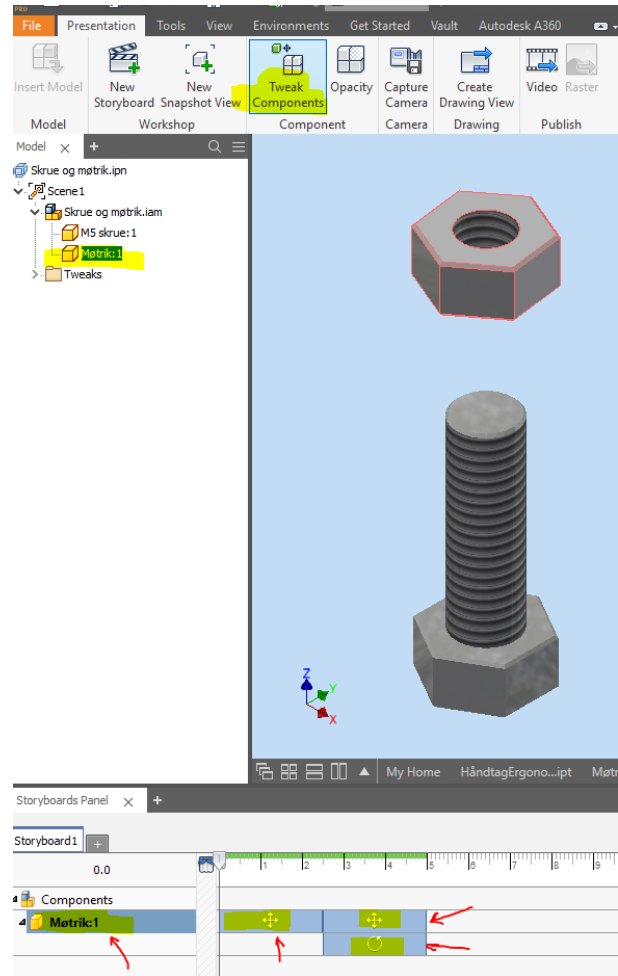 PRO
File Presentation Tools View Environments Get Started Vault Autodesk A360
Insert Model New Storyboard New Snapshot View Tweak Components Opacity Capture Camera Create Drawing View Video Raster
Model Workshop Component Camera Drawing Publish
Model × +
Skrue og møtrik.ipn
Scene1
Skrue og møtrik.iam
M5 skrue:1
Møtrik:1
Tweaks
Z
Y
X
My Home HåndtagErgono...ipt Møtr
Storyboards Panel × +
Storyboard1 +
0.0 1 2 3 4 5 6 7 8 9
Components
Møtrik:1